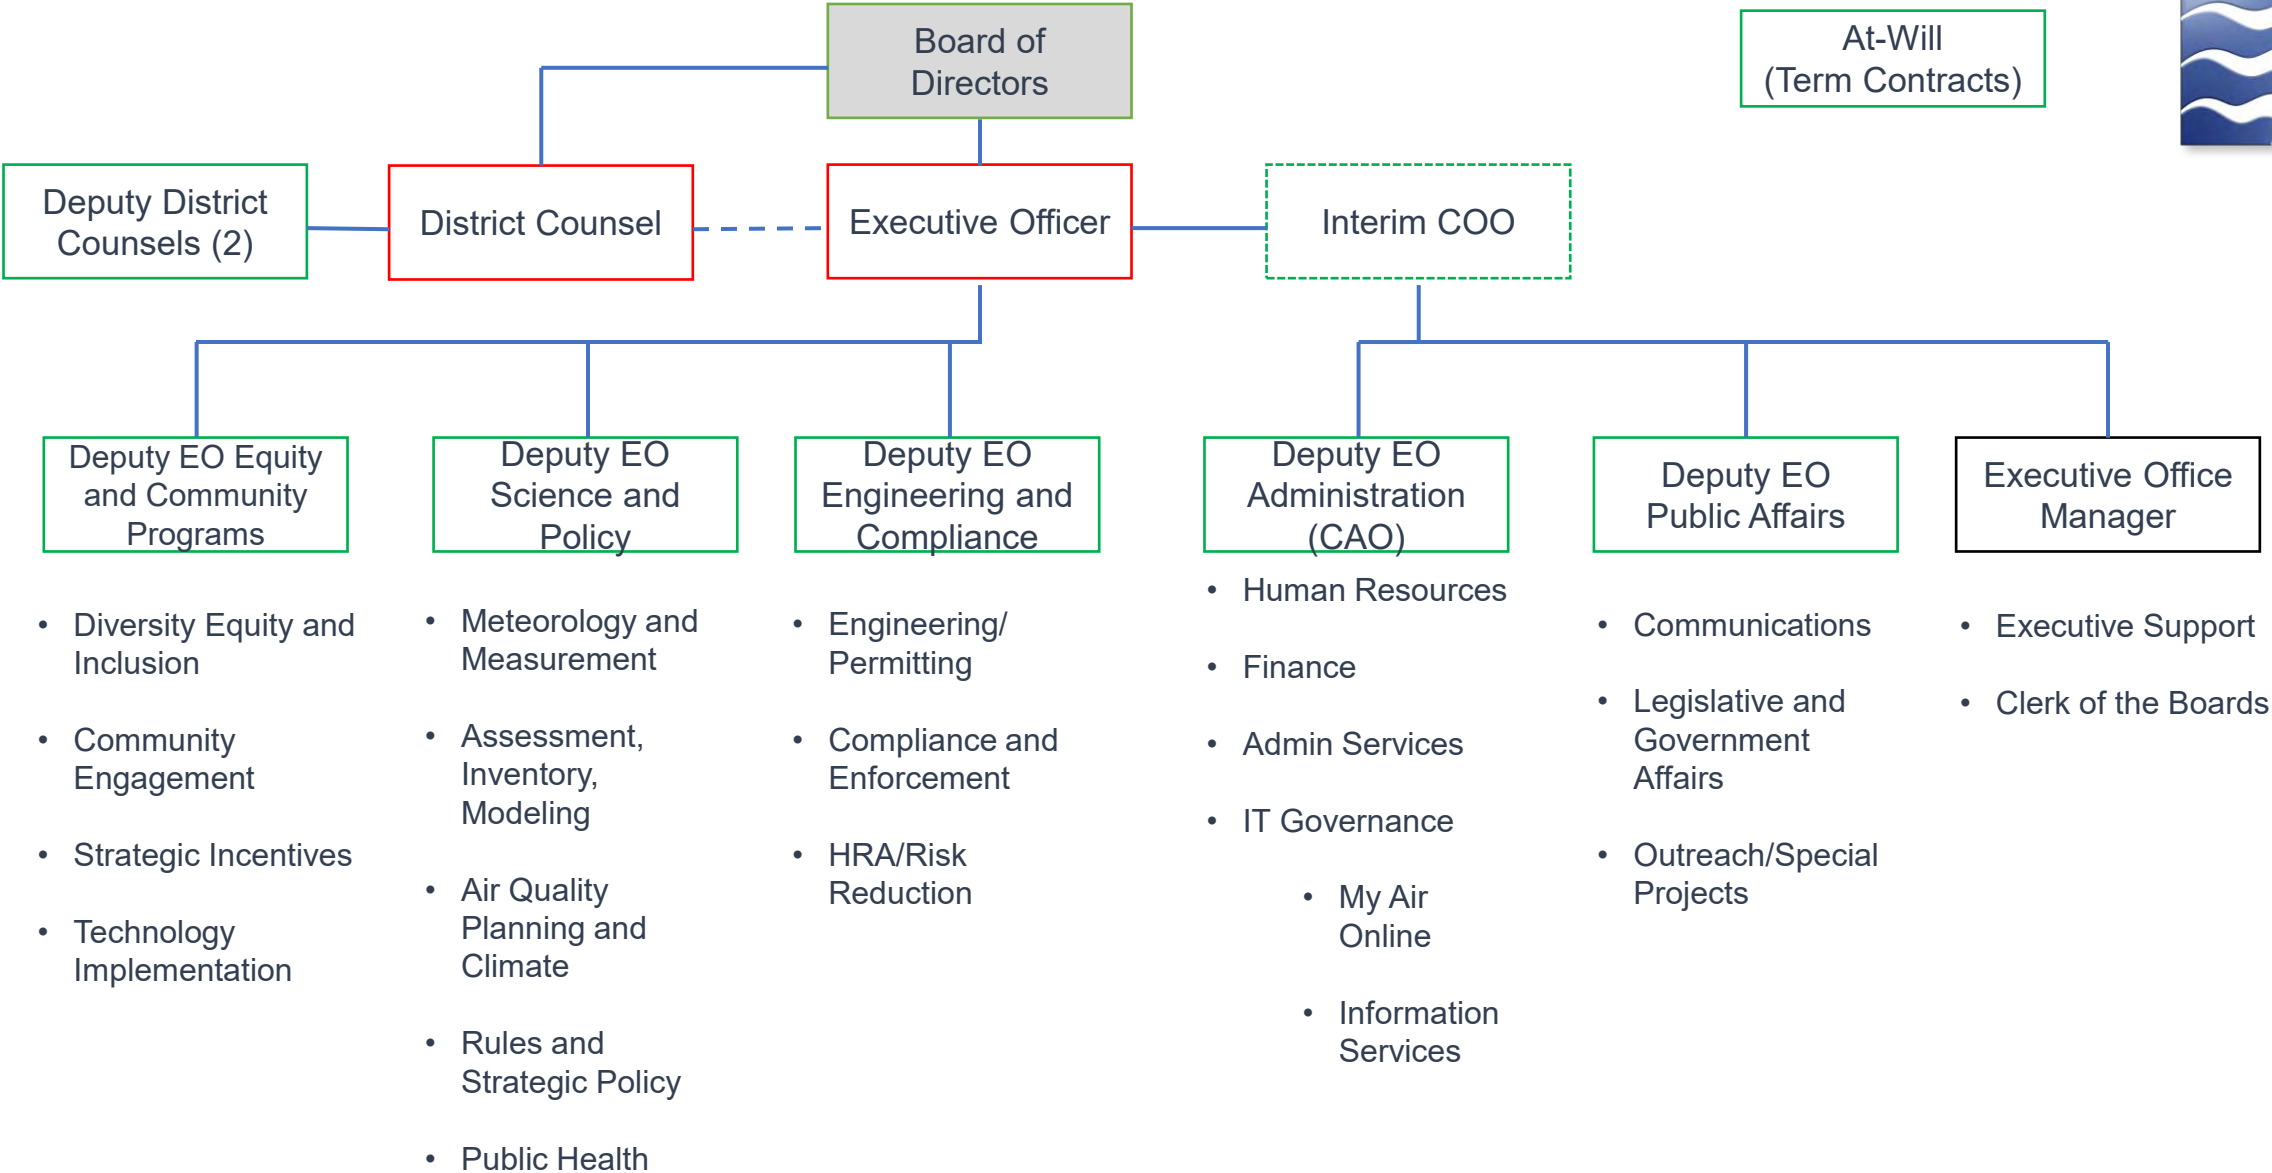 Board of
Directors
At-Will
(Term Contracts)
Deputy District
Counsels (2)
District Counsel
Executive Officer
Interim COO
Deputy EO Equity
and Community
Programs
Deputy EO
Science and
Policy
Deputy EO
Engineering and
Compliance
Deputy EO
Administration
(CAO)
Deputy EO
Public Affairs
Executive Office
Manager
• Diversity Equity and
Inclusion
• Community
Engagement
• Strategic Incentives
• Technology
Implementation
• Meteorology and
Measurement
• Assessment,
Inventory,
Modeling
• Air Quality
Planning and
Climate
• Rules and
Strategic Policy
• Public Health
• Engineering/
Permitting
• Compliance and
Enforcement
• HRA/Risk
Reduction
• Human Resources
• Finance
• Admin Services
• IT Governance
• My Air
Online
• Information
Services
• Communications
• Legislative and
Government
Affairs
• Outreach/Special
Projects
• Executive Support
• Clerk of the Boards